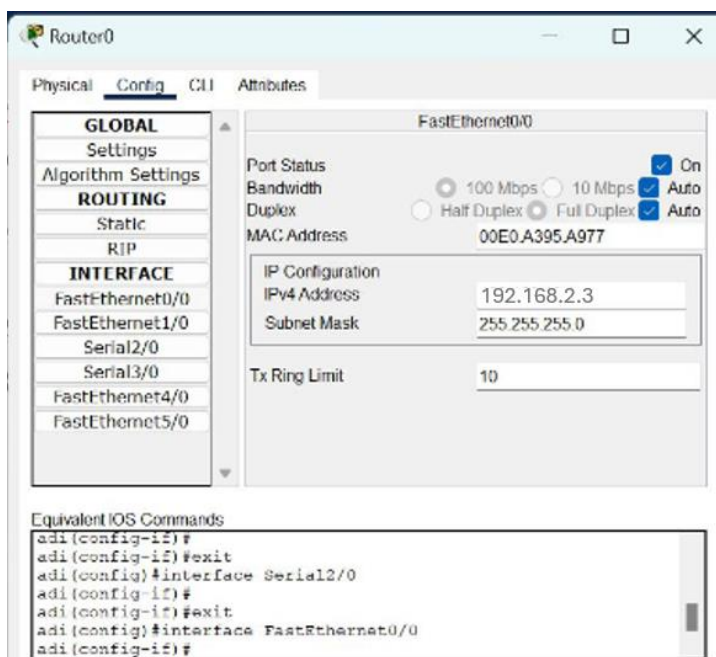 Router0
Physical Config CLI Attributes
GLOBAL
Settings
Algorithm Settings
ROUTING
Static
RIP
INTERFACE
FastEthernet0/0
FastEthernet1/0
Serial2/0
Serial3/0
FastEthernet4/0
FastEthernet5/0
FastEthernet0/0
Port Status On
Bandwidth 100 Mbps 10 Mbps Auto
Duplex Half Duplex Full Duplex Auto
MAC Address 00E0.A395.A977
IP Configuration
IPv4 Address 192.168.2.3
Subnet Mask 255.255.255.0
Tx Ring Limit 10
Equivalent IOS Commands
adi(config-if)#
adi(config-if)#exit
adi(config)#interface Serial2/0
adi(config-if)#
adi(config-if)#exit
adi(config)#interface FastEthernet0/0
adi(config-if)#